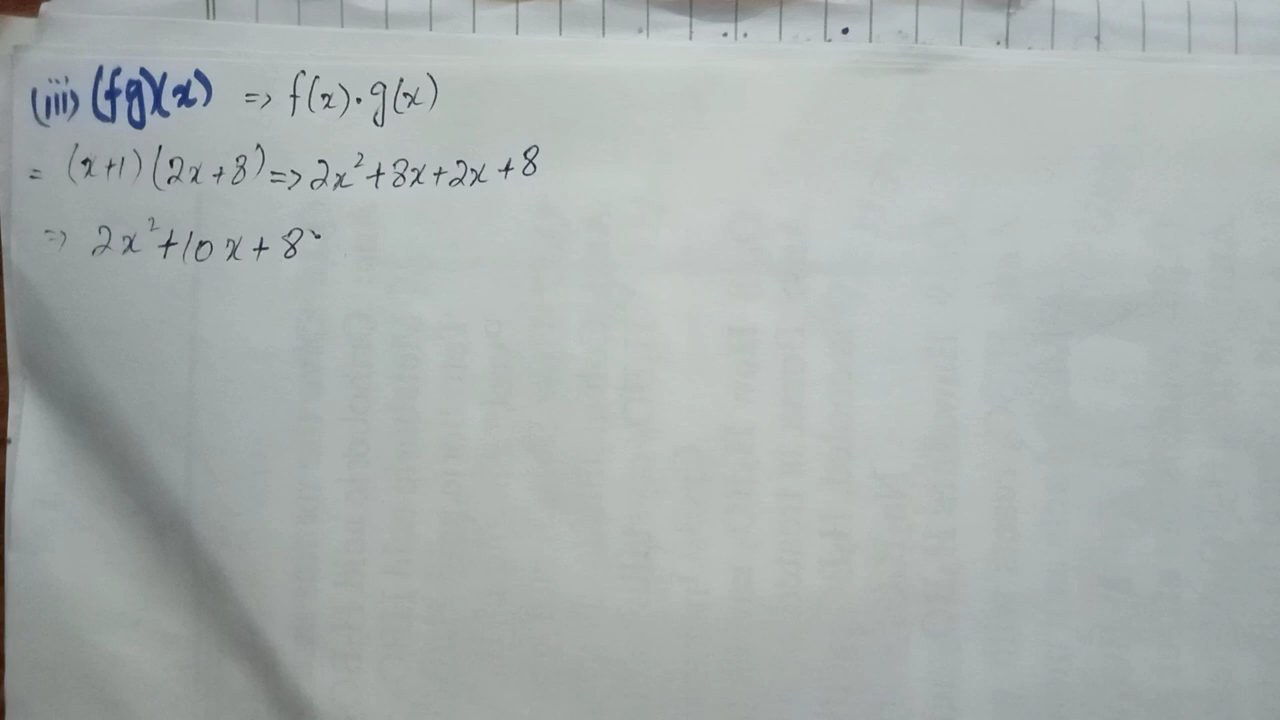 (iii) (fg)(x) => f(x)·g(x)
= (x+1)(2x+8) => 2x²+8x+2x+8
=> 2x²+10x+8